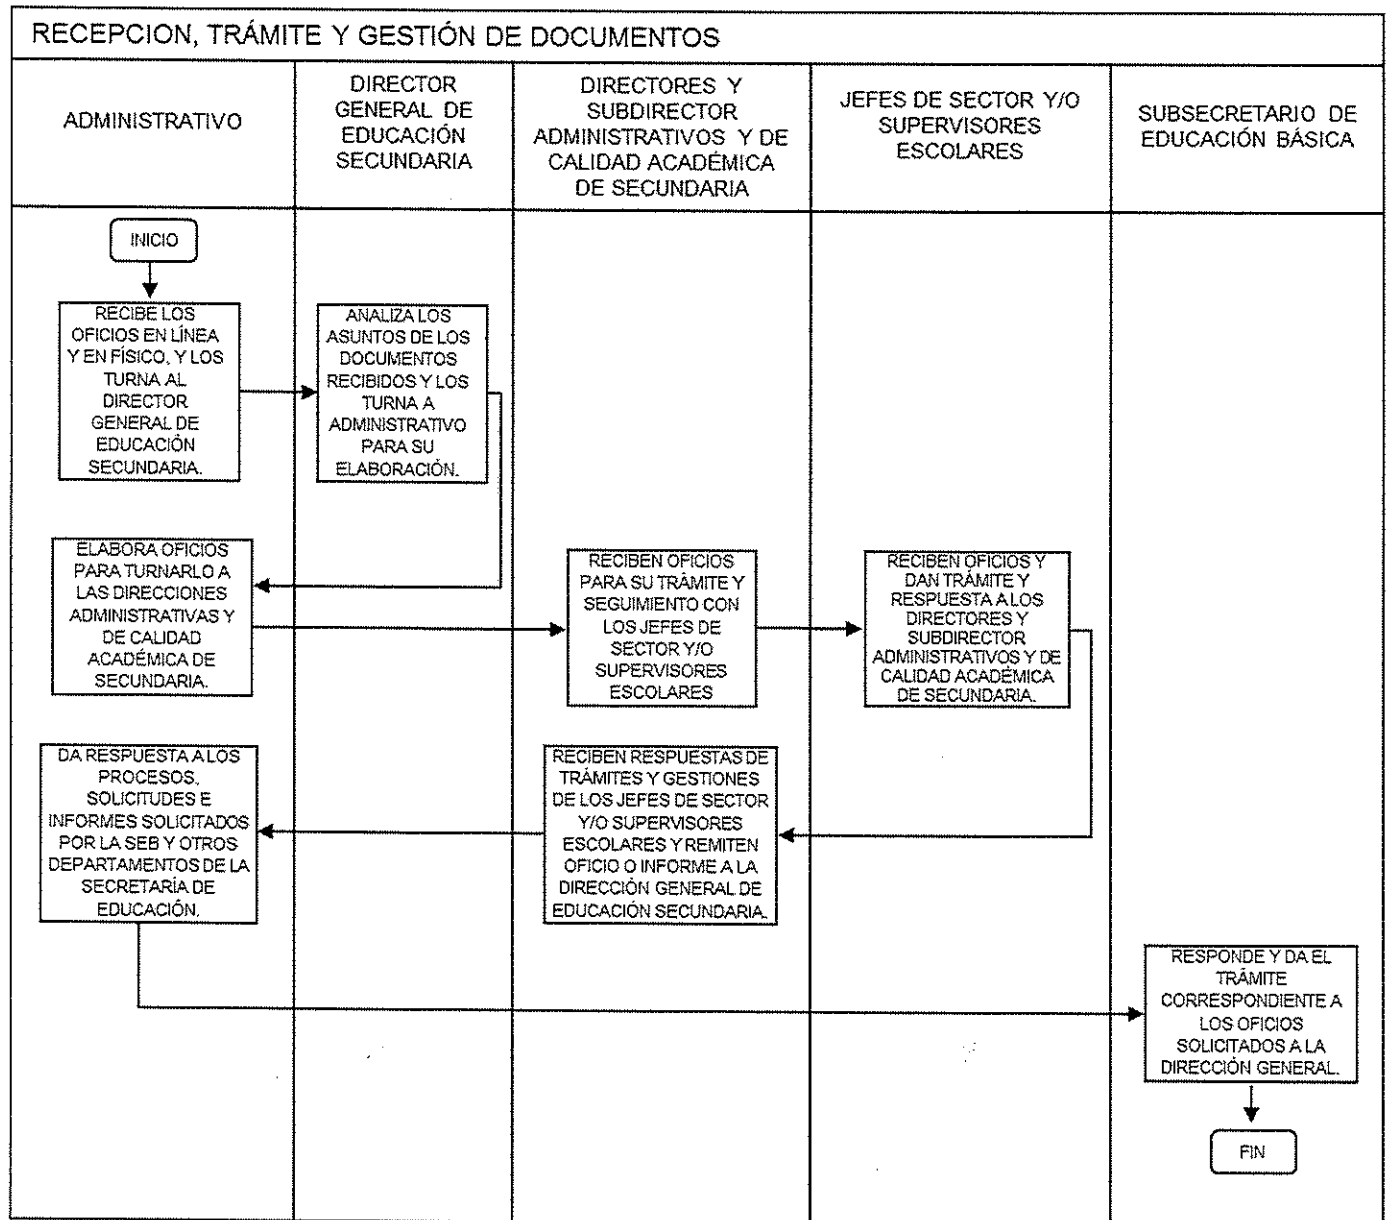 RECEPCION, TRÁMITE Y GESTIÓN DE DOCUMENTOS
ADMINISTRATIVO
DIRECTOR
GENERAL DE
EDUCACIÓN
SECUNDARIA
DIRECTORES Y
SUBDIRECTOR
ADMINISTRATIVOS Y DE
CALIDAD ACADÉMICA
DE SECUNDARIA
JEFES DE SECTOR Y/O
SUPERVISORES
ESCOLARES
SUBSECRETARIO DE
EDUCACIÓN BÁSICA
INICIO
RECIBE LOS
OFICIOS EN LÍNEA
Y EN FÍSICO, Y LOS
TURNA AL
DIRECTOR
GENERAL DE
EDUCACIÓN
SECUNDARIA.
ANALIZA LOS
ASUNTOS DE LOS
DOCUMENTOS
RECIBIDOS Y LOS
TURNA A
ADMINISTRATIVO
PARA SU
ELABORACIÓN.
ELABORA OFICIOS
PARA TURNARLO A
LAS DIRECCIONES
ADMINISTRATIVAS Y
DE CALIDAD
ACADÉMICA DE
SECUNDARIA.
RECIBEN OFICIOS
PARA SU TRÁMITE Y
SEGUIMIENTO CON
LOS JEFES DE
SECTOR Y/O
SUPERVISORES
ESCOLARES
RECIBEN OFICIOS Y
DAN TRÁMITE Y
RESPUESTA A LOS
DIRECTORES Y
SUBDIRECTOR
ADMINISTRATIVOS Y DE
CALIDAD ACADÉMICA
DE SECUNDARIA.
DA RESPUESTA A LOS
PROCESOS,
SOLICITUDES E
INFORMES SOLICITADOS
POR LA SEB Y OTROS
DEPARTAMENTOS DE LA
SECRETARÍA DE
EDUCACIÓN.
RECIBEN RESPUESTAS DE
TRÁMITES Y GESTIONES
DE LOS JEFES DE SECTOR
Y/O SUPERVISORES
ESCOLARES Y REMITEN
OFICIO O INFORME A LA
DIRECCIÓN GENERAL DE
EDUCACIÓN SECUNDARIA.
RESPONDE Y DA EL
TRÁMITE
CORRESPONDIENTE A
LOS OFICIOS
SOLICITADOS A LA
DIRECCIÓN GENERAL.
FIN